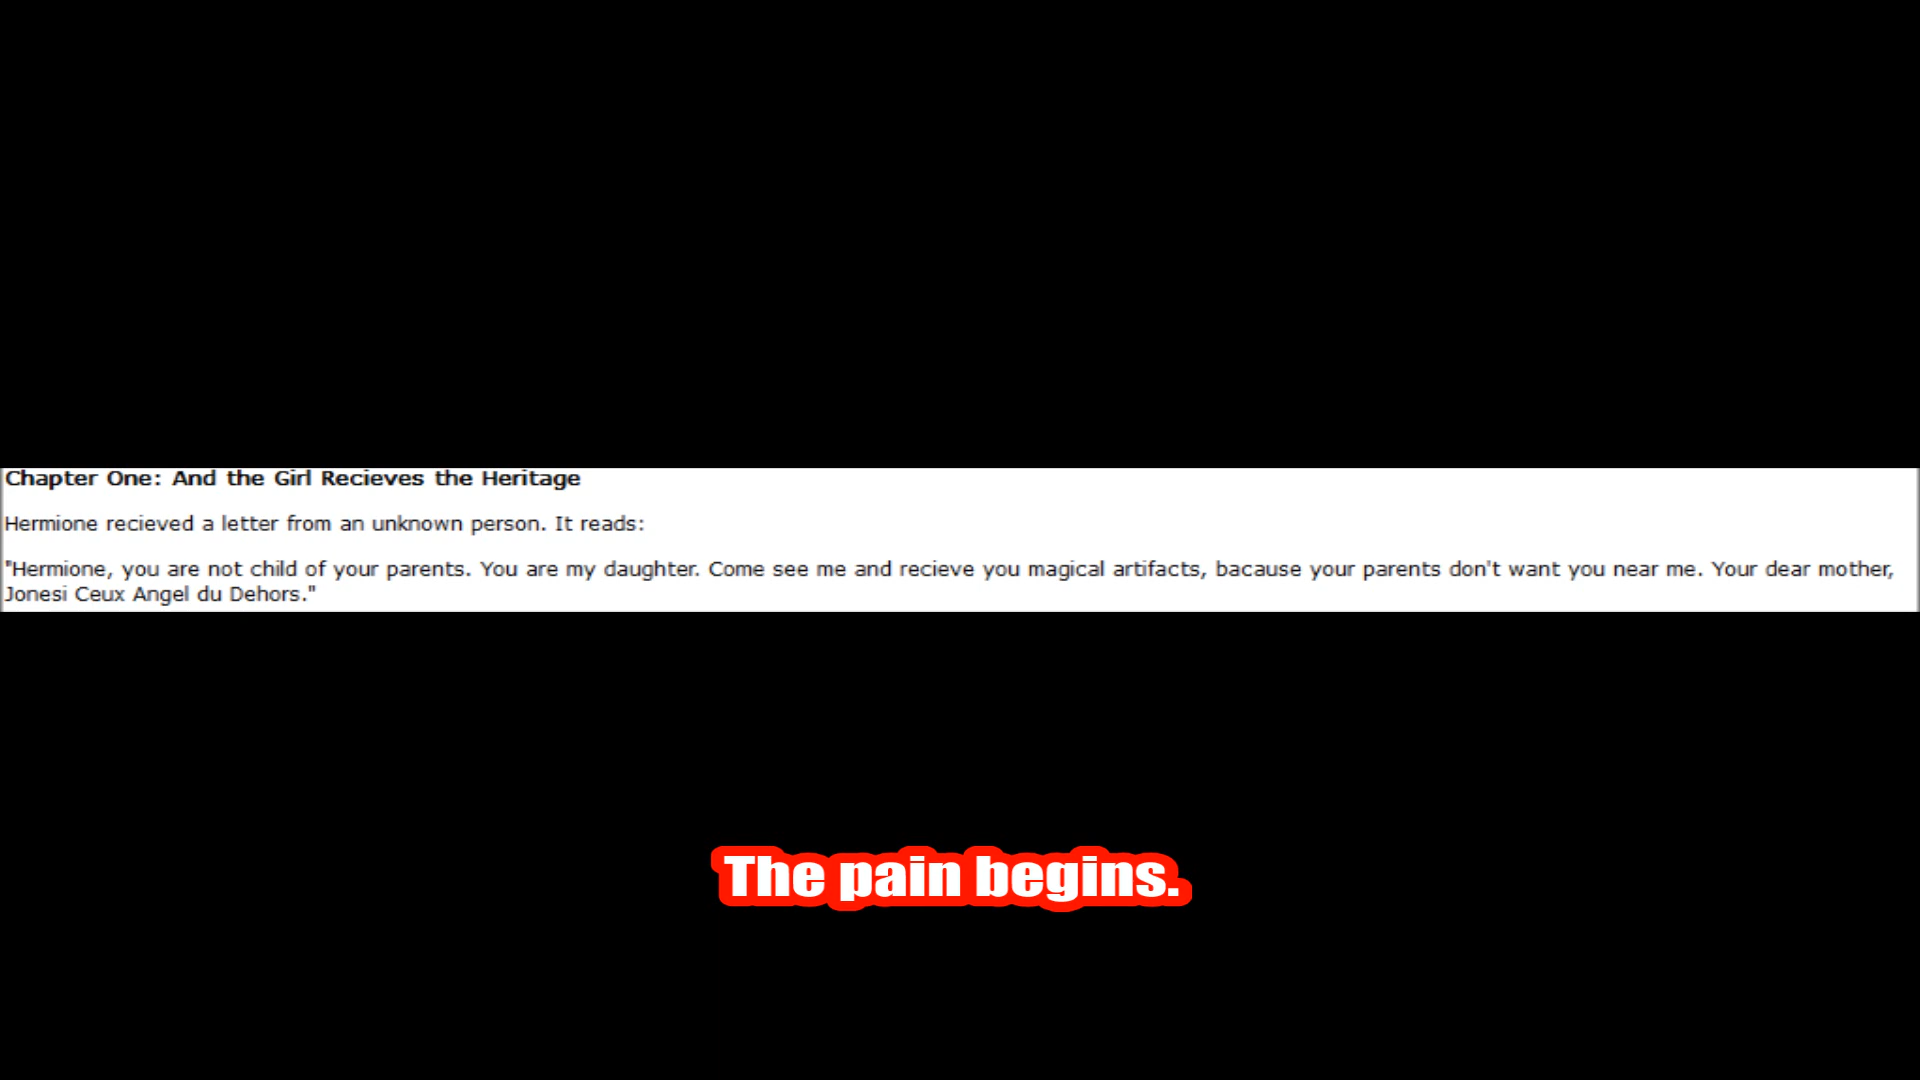 Chapter One: And the Girl Recieves the Heritage
Hermione recieved a letter from an unknown person. It reads:
"Hermione, you are not child of your parents. You are my daughter. Come see me and recieve you magical artifacts, bacause your parents don't want you near me. Your dear mother,
Jonesi Ceux Angel du Dehors."
The pain begins.